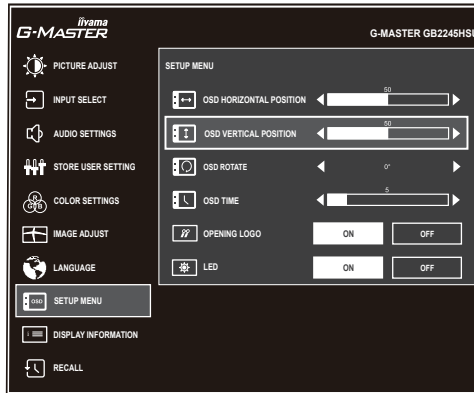 iiyama
G-MASTER
G-MASTER GB2245HSU
PICTURE ADJUST
INPUT SELECT
AUDIO SETTINGS
STORE USER SETTING
COLOR SETTINGS
R
G B
IMAGE ADJUST
LANGUAGE
OSD SETUP MENU
i DISPLAY INFORMATION
RECALL
SETUP MENU
OSD HORIZONTAL POSITION 50
OSD VERTICAL POSITION 50
OSD ROTATE 0°
OSD TIME 5
OPENING LOGO ON OFF
LED ON OFF